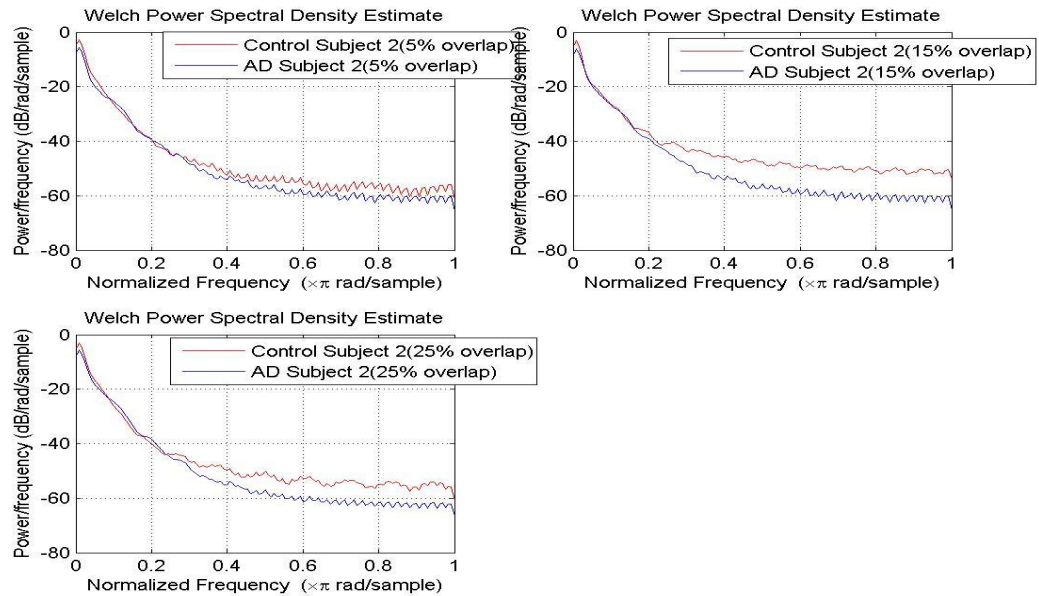 Welch Power Spectral Density Estimate
Power/frequency (dB/rad/sample)
0
-20
-40
-60
-80
Control Subject 2(5% overlap)
AD Subject 2(5% overlap)
0 0.2 0.4 0.6 0.8 1
Normalized Frequency (×π rad/sample)
Welch Power Spectral Density Estimate
Power/frequency (dB/rad/sample)
0
-20
-40
-60
-80
Control Subject 2(15% overlap)
AD Subject 2(15% overlap)
0 0.2 0.4 0.6 0.8 1
Normalized Frequency (×π rad/sample)
Welch Power Spectral Density Estimate
Power/frequency (dB/rad/sample)
0
-20
-40
-60
-80
Control Subject 2(25% overlap)
AD Subject 2(25% overlap)
0 0.2 0.4 0.6 0.8 1
Normalized Frequency (×π rad/sample)